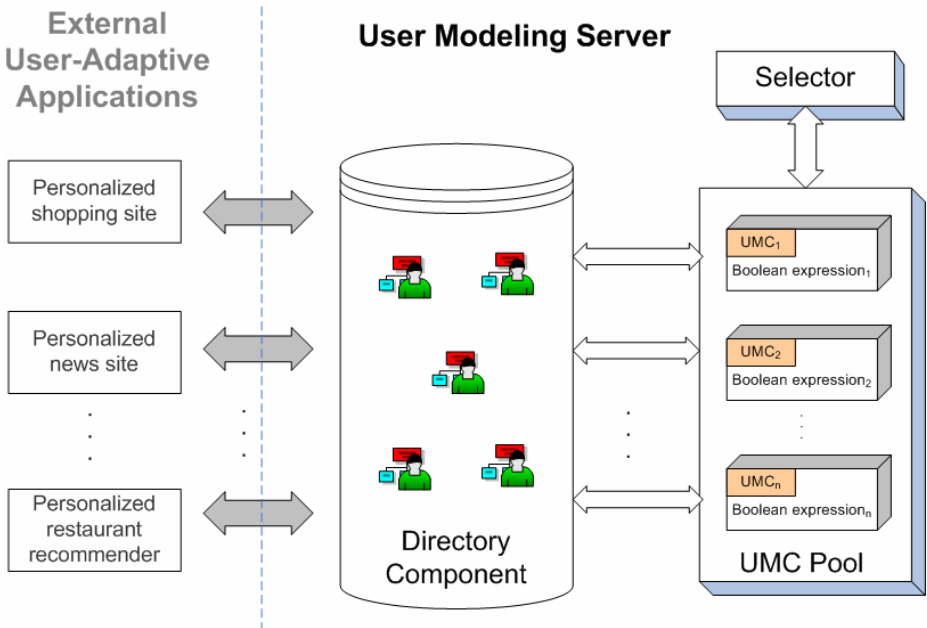 External
User-Adaptive
Applications
User Modeling Server
Selector
Personalized
shopping site
Personalized
news site
Personalized
restaurant
recommender
Directory
Component
UMC1
Boolean expression1
UMC2
Boolean expression2
UMCn
Boolean expressionn
UMC Pool